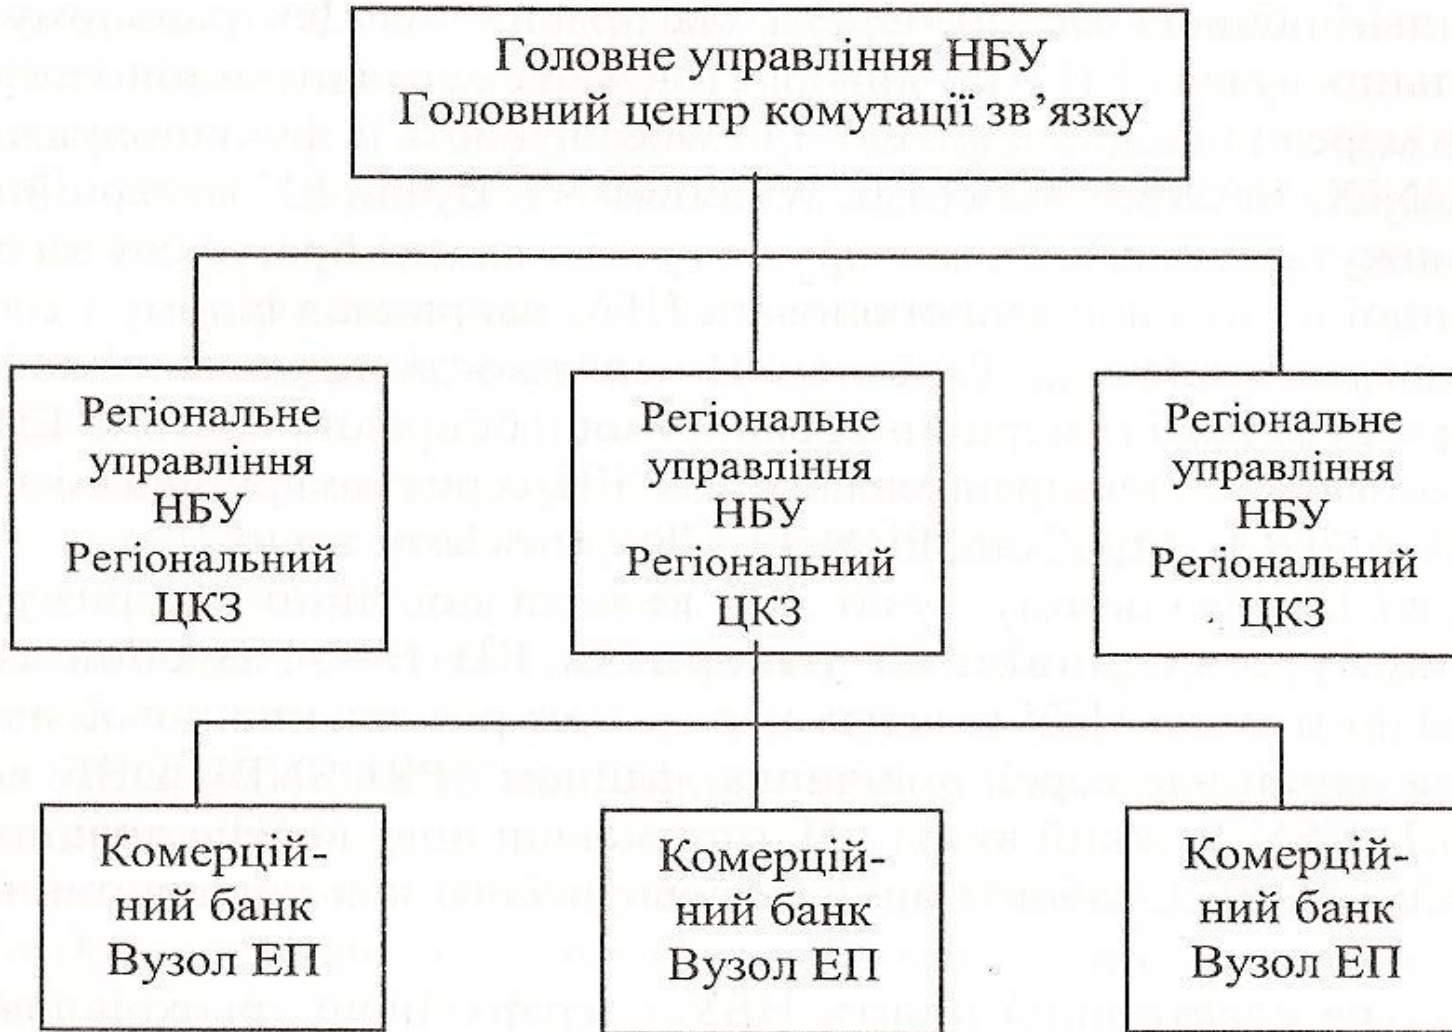 Головне управління НБУ
Головний центр комутації зв’язку
Регіональне
управління
НБУ
Регіональний
ЦКЗ
Регіональне
управління
НБУ
Регіональний
ЦКЗ
Регіональне
управління
НБУ
Регіональний
ЦКЗ
Комерцій-
ний банк
Вузол ЕП
Комерцій-
ний банк
Вузол ЕП
Комерцій-
ний банк
Вузол ЕП